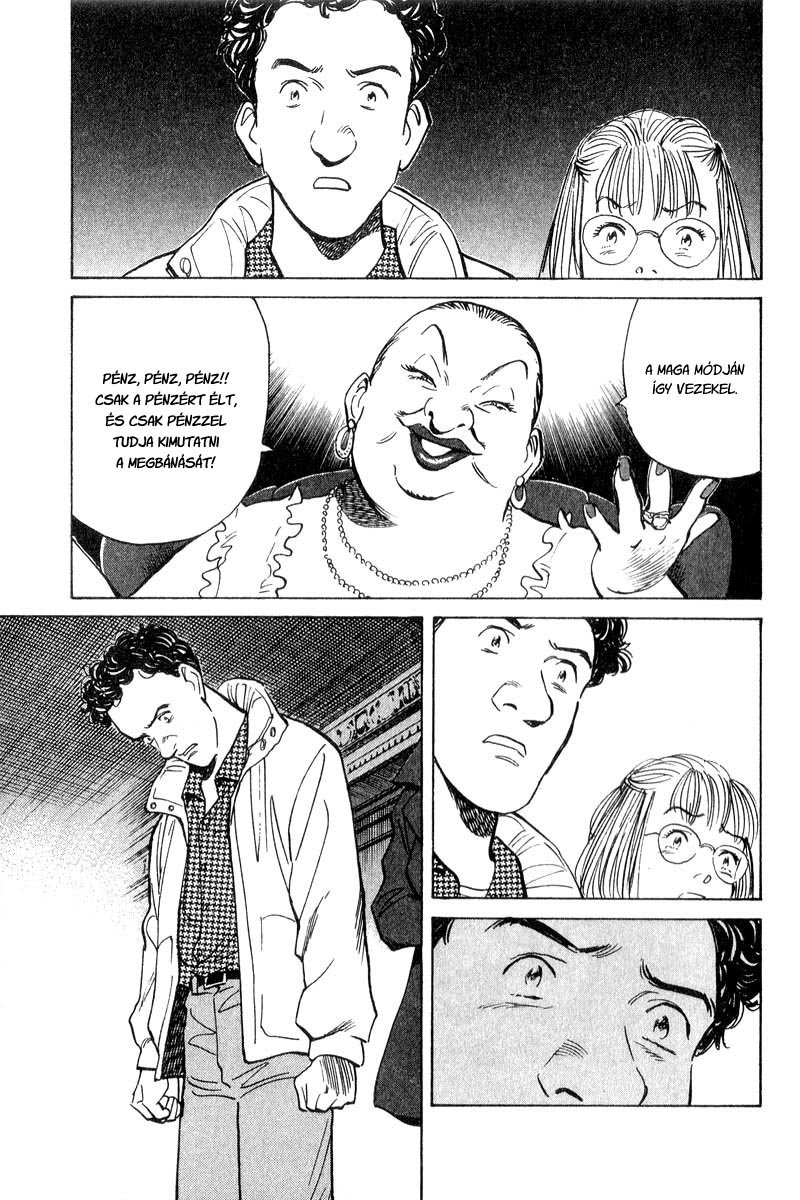 A MAGA MÓDJÁN
ÍGY VEZEKEL.
PÉNZ, PÉNZ, PÉNZ!!
CSAK A PÉNZÉRT ÉLT,
ÉS CSAK PÉNZZEL
TUDJA KIMUTATNI
A MEGBÁNÁSÁT!